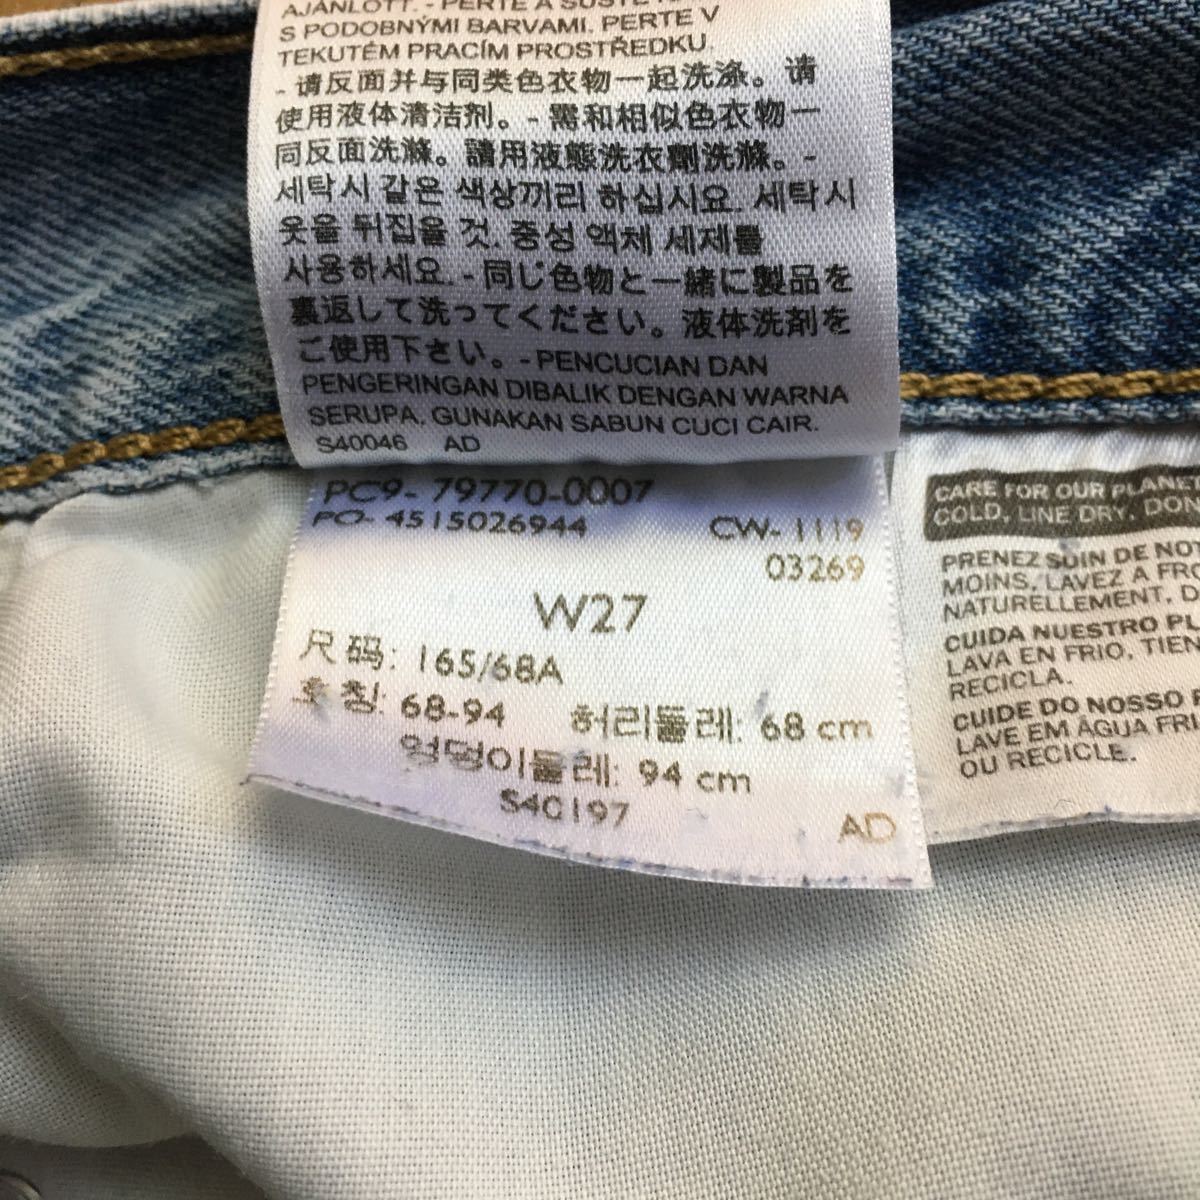 AJÁNLOTT. - PERTE A SUŠTE
S PODOBNÝMI BARVAMI. PERTE V
TEKUTÉM PRACÍM PROSTŘEDKU.
- 请反面并与同类色衣物一起洗涤。请
使用液体清洁剂。- 需和相似色衣物一
同反面洗滌。請用液態洗衣劑洗滌。-
세탁시 같은 색상끼리 하십시요. 세탁시
옷을 뒤집을 것. 중성 액체 세제를
사용하세요. - 同じ色物と一緒に製品を
裏返して洗ってください。液体洗剤を
ご使用下さい。- PENCUCIAN DAN
PENGERINGAN DIBALIK DENGAN WARNA
SERUPA. GUNAKAN SABUN CUCI CAIR.
S40046 AD
PC9- 79770-0007
PO- 4515026944 CW- 1119
03269
W27
尺码: 165/68A
호칭: 68-94 허리둘레: 68 cm
엉덩이둘레: 94 cm
S40197
AD
CARE FOR OUR PLANET
COLD, LINE DRY, DON
PRENEZ SOIN DE NOT
MOINS, LAVEZ A FRO
NATURELLEMENT, D
CUIDA NUESTRO PL
LAVA EN FRIO, TIEN
RECICLA.
CUIDE DO NOSSO
LAVE EM ÁGUA FRI
OU RECICLE.